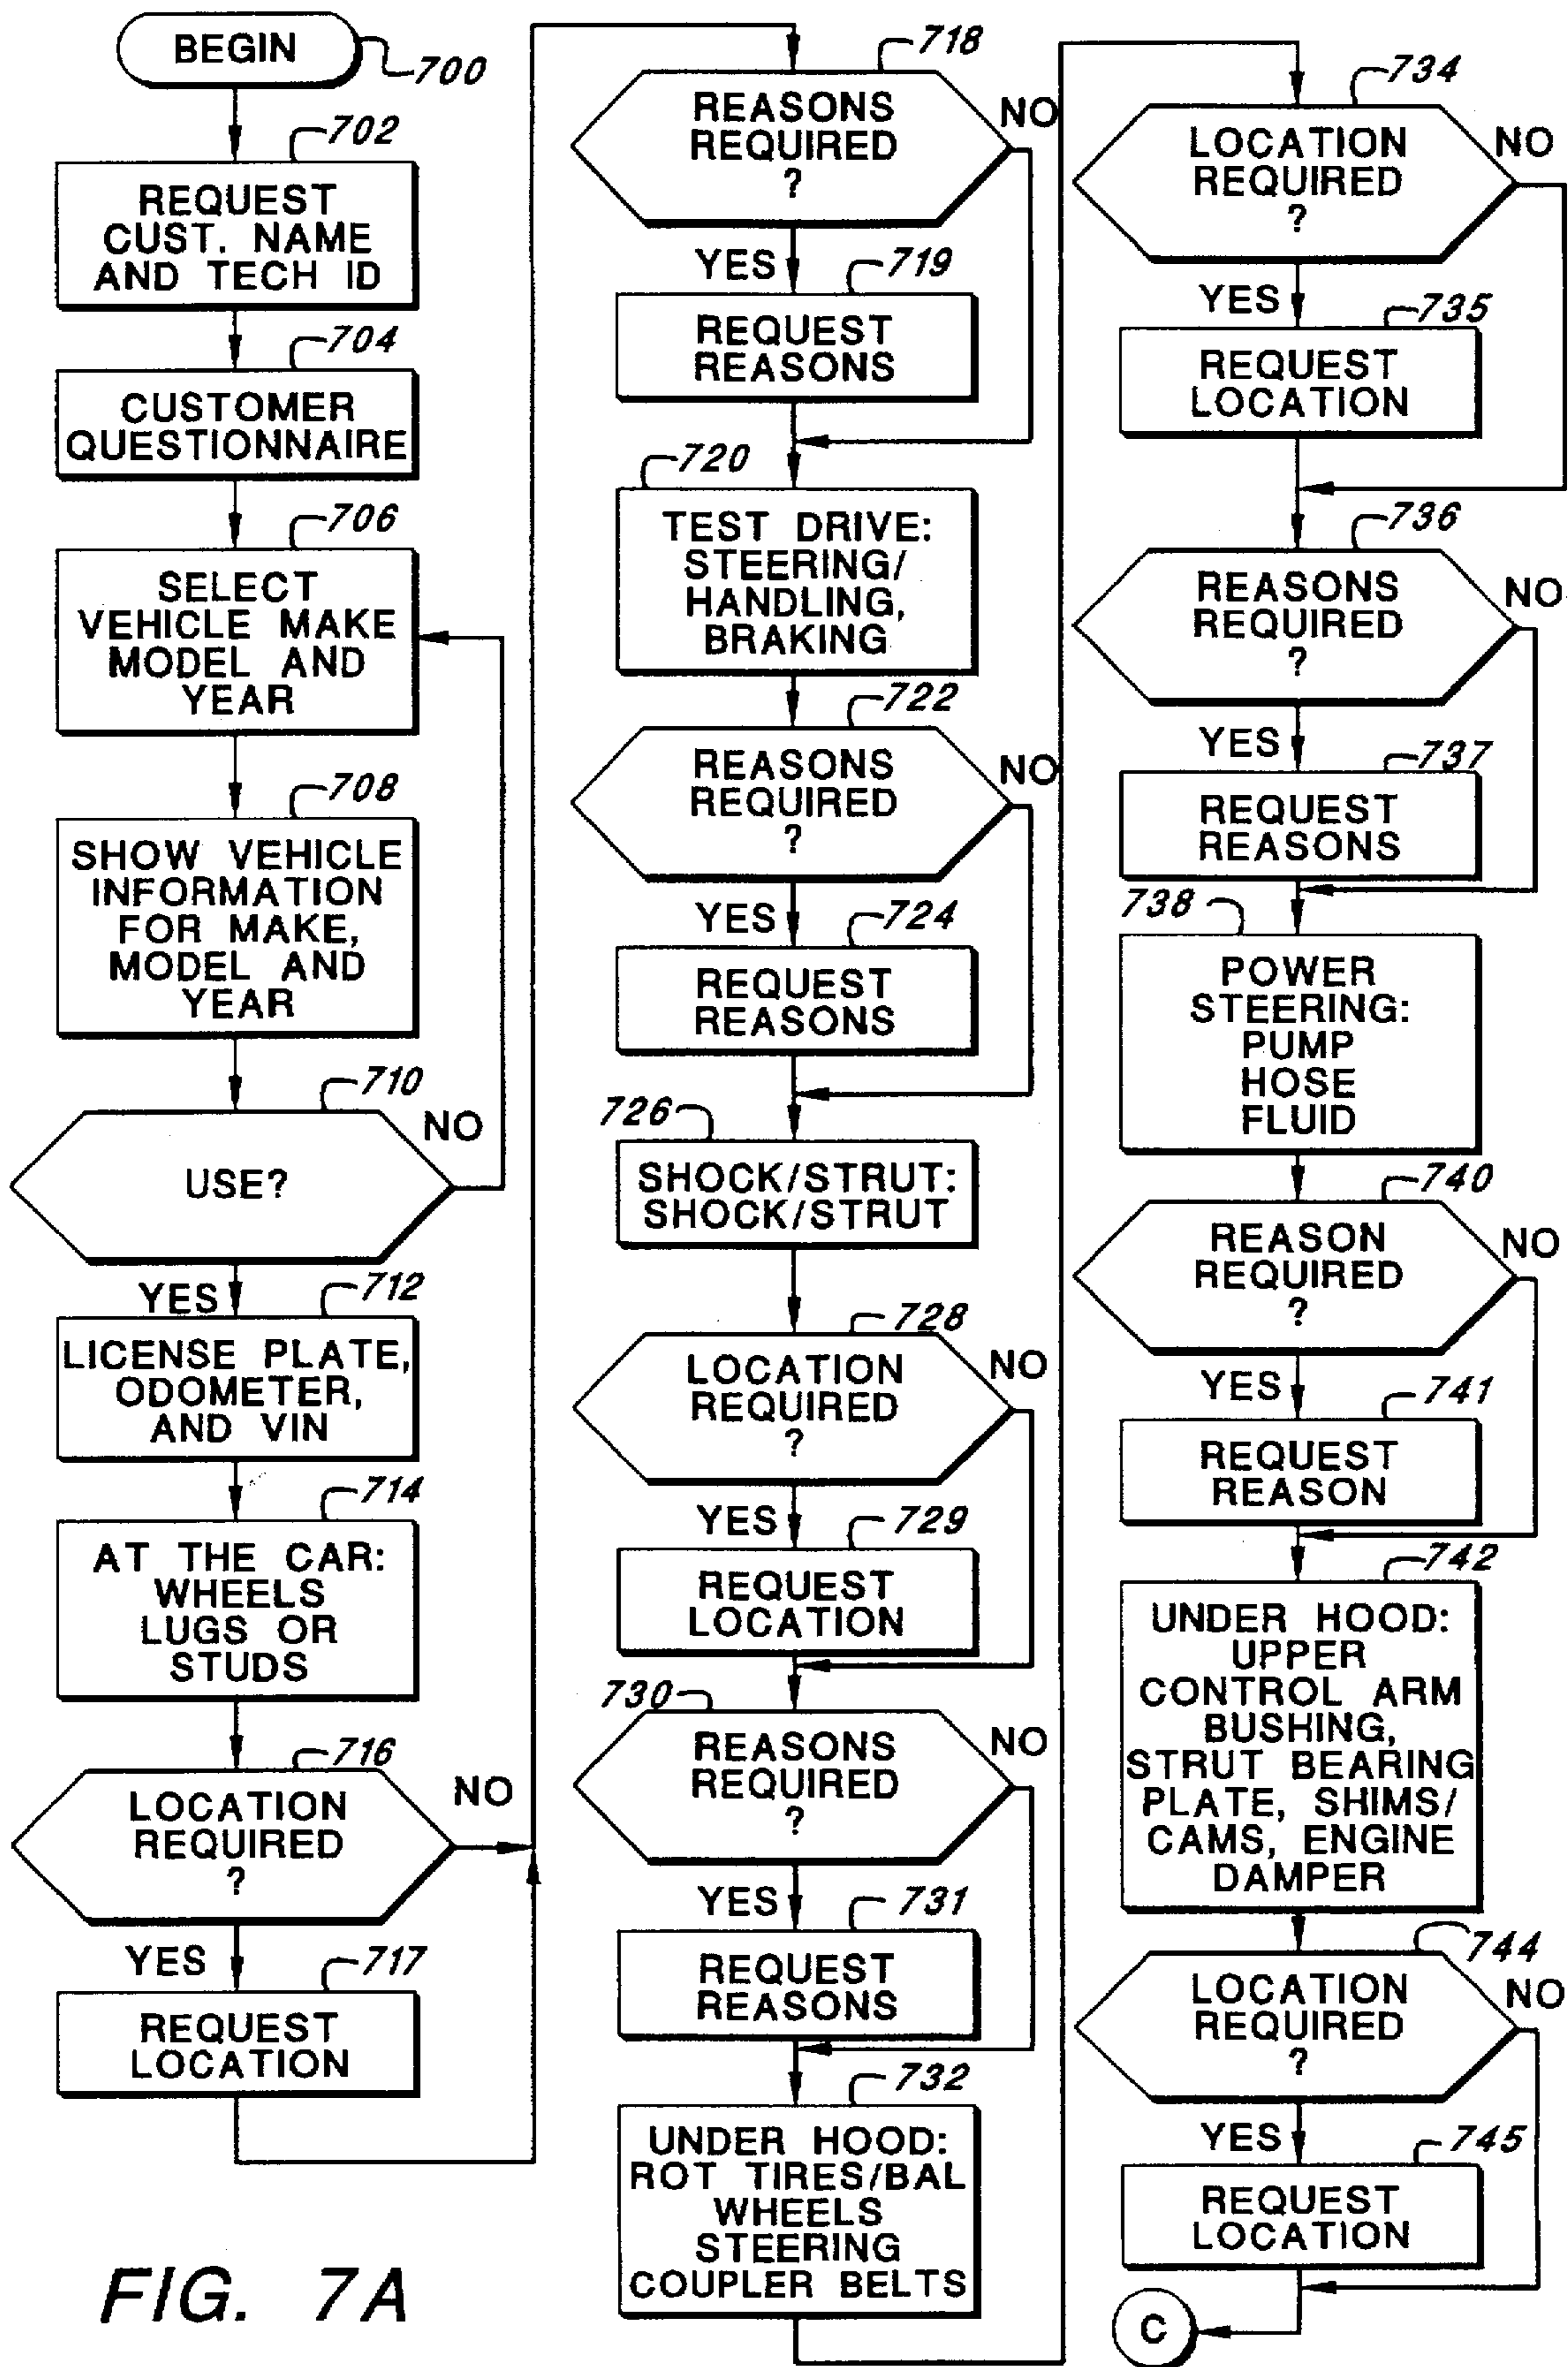 BEGIN
700
702
REQUEST
CUST. NAME
AND TECH ID
704
CUSTOMER
QUESTIONNAIRE
706
SELECT
VEHICLE MAKE
MODEL AND
YEAR
708
SHOW VEHICLE
INFORMATION
FOR MAKE,
MODEL AND
YEAR
710
NO
USE?
YES
712
LICENSE PLATE,
ODOMETER,
AND VIN
714
AT THE CAR:
WHEELS
LUGS OR
STUDS
716
NO
LOCATION
REQUIRED
?
YES
717
REQUEST
LOCATION
718
REASONS
REQUIRED
?
NO
YES
719
REQUEST
REASONS
720
TEST DRIVE:
STEERING/
HANDLING,
BRAKING
722
REASONS
REQUIRED
?
NO
YES
724
REQUEST
REASONS
726
SHOCK/STRUT:
SHOCK/STRUT
728
LOCATION
REQUIRED
?
NO
YES
729
REQUEST
LOCATION
730
REASONS
REQUIRED
?
NO
YES
731
REQUEST
REASONS
732
UNDER HOOD:
ROT TIRES/BAL
WHEELS
STEERING
COUPLER BELTS
734
LOCATION
REQUIRED
?
NO
YES
735
REQUEST
LOCATION
736
REASONS
REQUIRED
?
NO
YES
737
REQUEST
REASONS
738
POWER
STEERING:
PUMP
HOSE
FLUID
740
REASON
REQUIRED
?
NO
YES
741
REQUEST
REASON
742
UNDER HOOD:
UPPER
CONTROL ARM
BUSHING,
STRUT BEARING
PLATE, SHIMS/
CAMS, ENGINE
DAMPER
744
LOCATION
REQUIRED
?
NO
YES
745
REQUEST
LOCATION
C
FIG. 7A